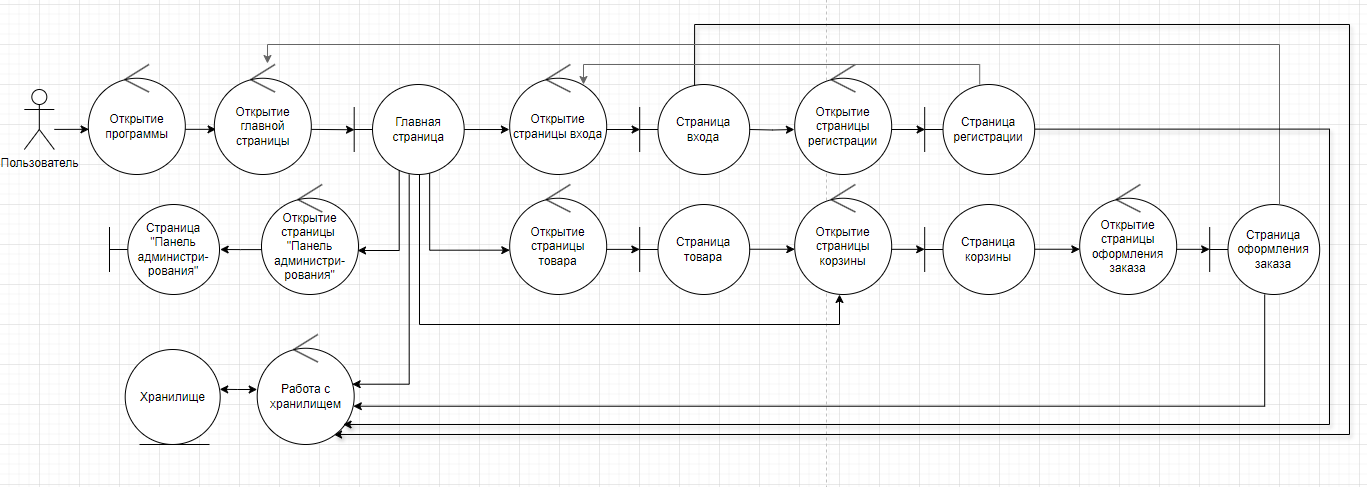 Пользователь
Открытие
программы
Открытие
главной
страницы
Главная
страница
Открытие
страницы входа
Страница
входа
Открытие
страницы
регистрации
Страница
регистрации
Страница
"Панель
администри-
рования"
Открытие
страницы
"Панель
администри-
рования"
Открытие
страницы
товара
Страница
товара
Открытие
страницы
корзины
Страница
корзины
Открытие
страницы
оформления
заказа
Страница
оформления
заказа
Хранилище
Работа с
хранилищем